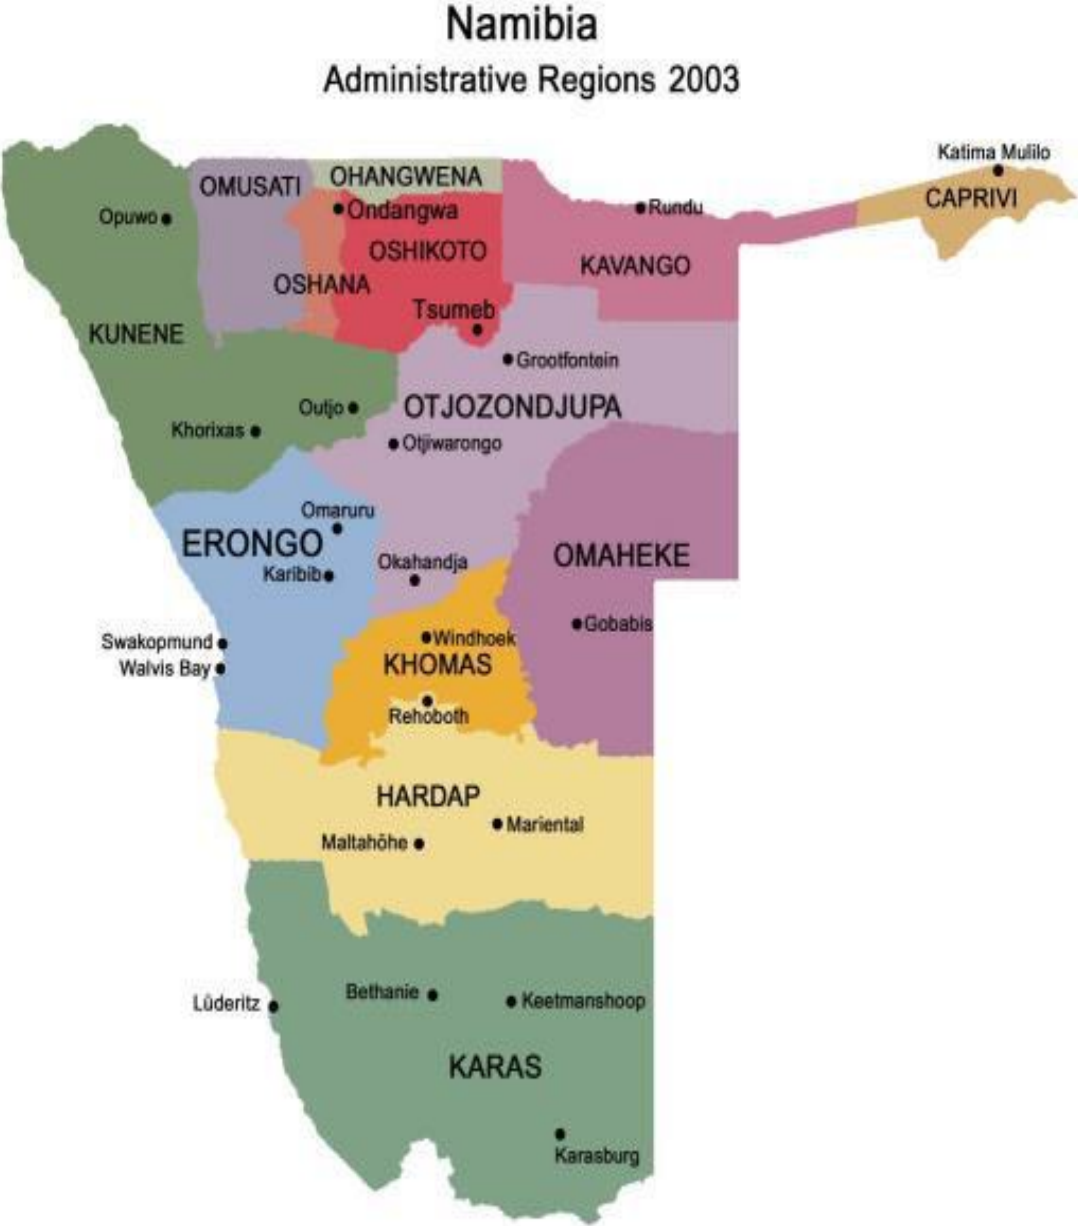 Namibia
Administrative Regions 2003
Katima Mulilo
CAPRIVI
OMUSATI
OHANGWENA
Opuwo
Ondangwa
Rundu
OSHIKOTO
KAVANGO
OSHANA
Tsumeb
KUNENE
Grootfontein
Outjo
OTJOZONDJUPA
Khorixas
Otjiwarongo
Omaruru
ERONGO
OMAHEKE
Okahandja
Karibib
Gobabis
Swakopmund
Windhoek
Walvis Bay
KHOMAS
Rehoboth
HARDAP
Mariental
Maltahöhe
Bethanie
Keetmanshoop
Lüderitz
KARAS
Karasburg